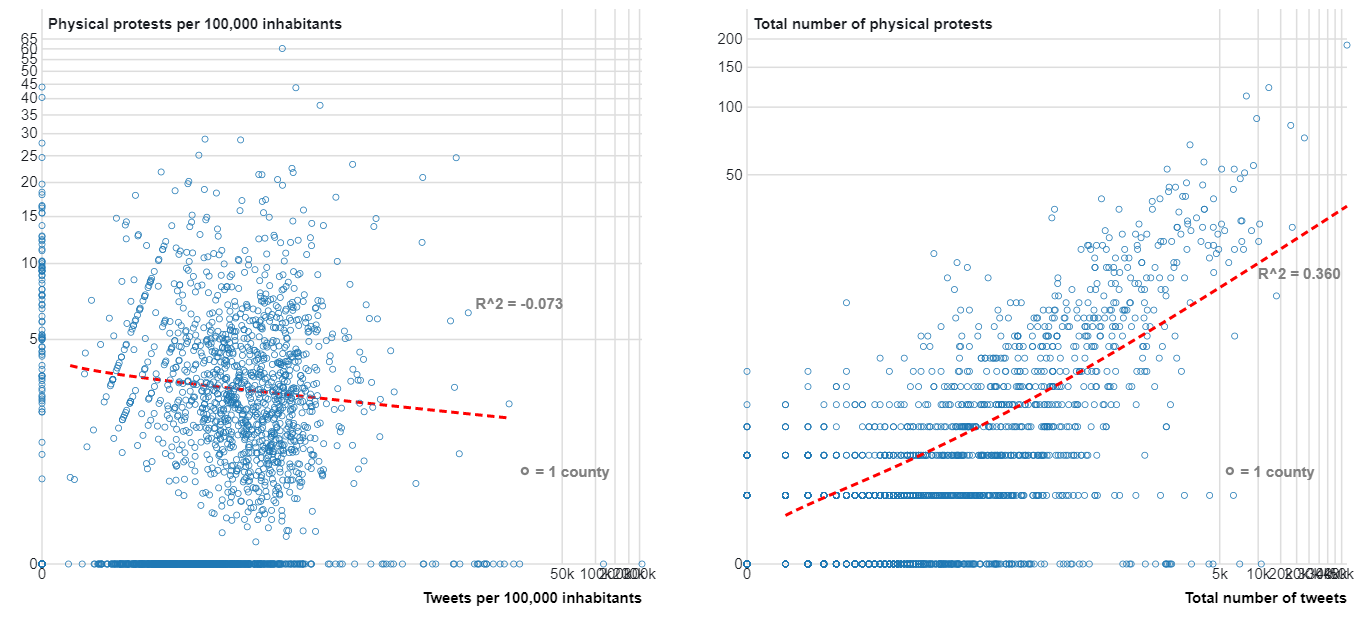 Physical protests per 100,000 inhabitants
65
60
55
50
45
40
35
30
25
20
15
10
5
0
R^2 = -0.073
= 1 county
0
50k
Tweets per 100,000 inhabitants
Total number of physical protests
200
150
100
50
0
R^2 = 0.360
= 1 county
0
5k
10k
20k
Total number of tweets